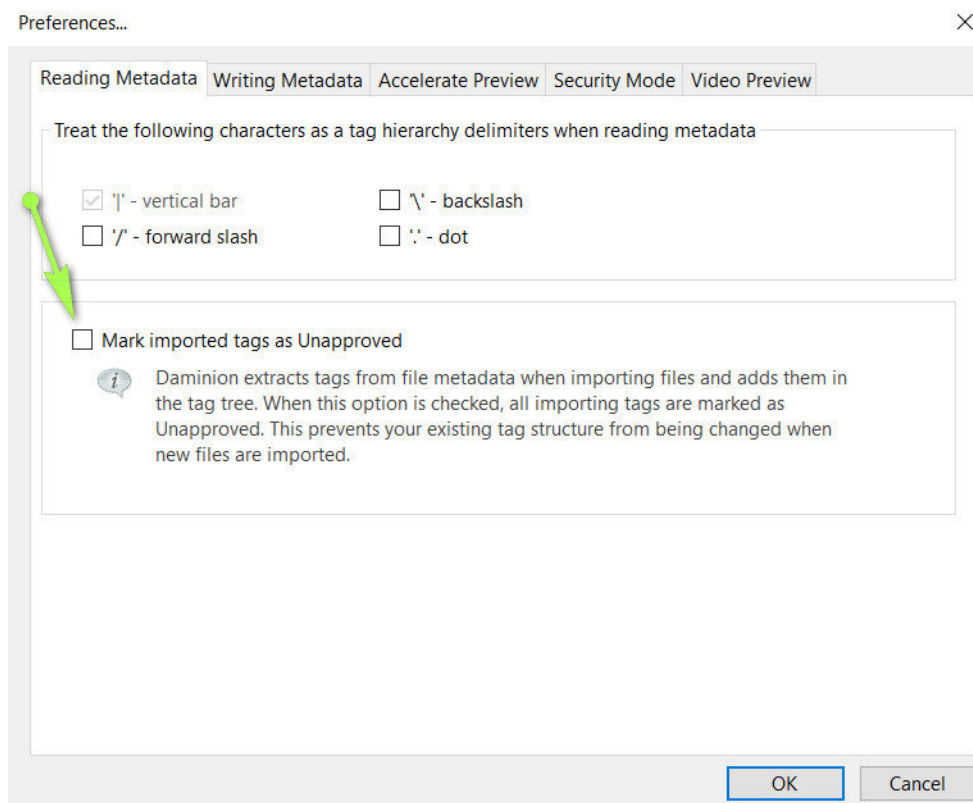 Preferences...
Reading Metadata Writing Metadata Accelerate Preview Security Mode Video Preview
Treat the following characters as a tag hierarchy delimiters when reading metadata
'|' - vertical bar '\' - backslash
'/' - forward slash '.' - dot
Mark imported tags as Unapproved
Daminion extracts tags from file metadata when importing files and adds them in
the tag tree. When this option is checked, all importing tags are marked as
Unapproved. This prevents your existing tag structure from being changed when
new files are imported.
OK Cancel